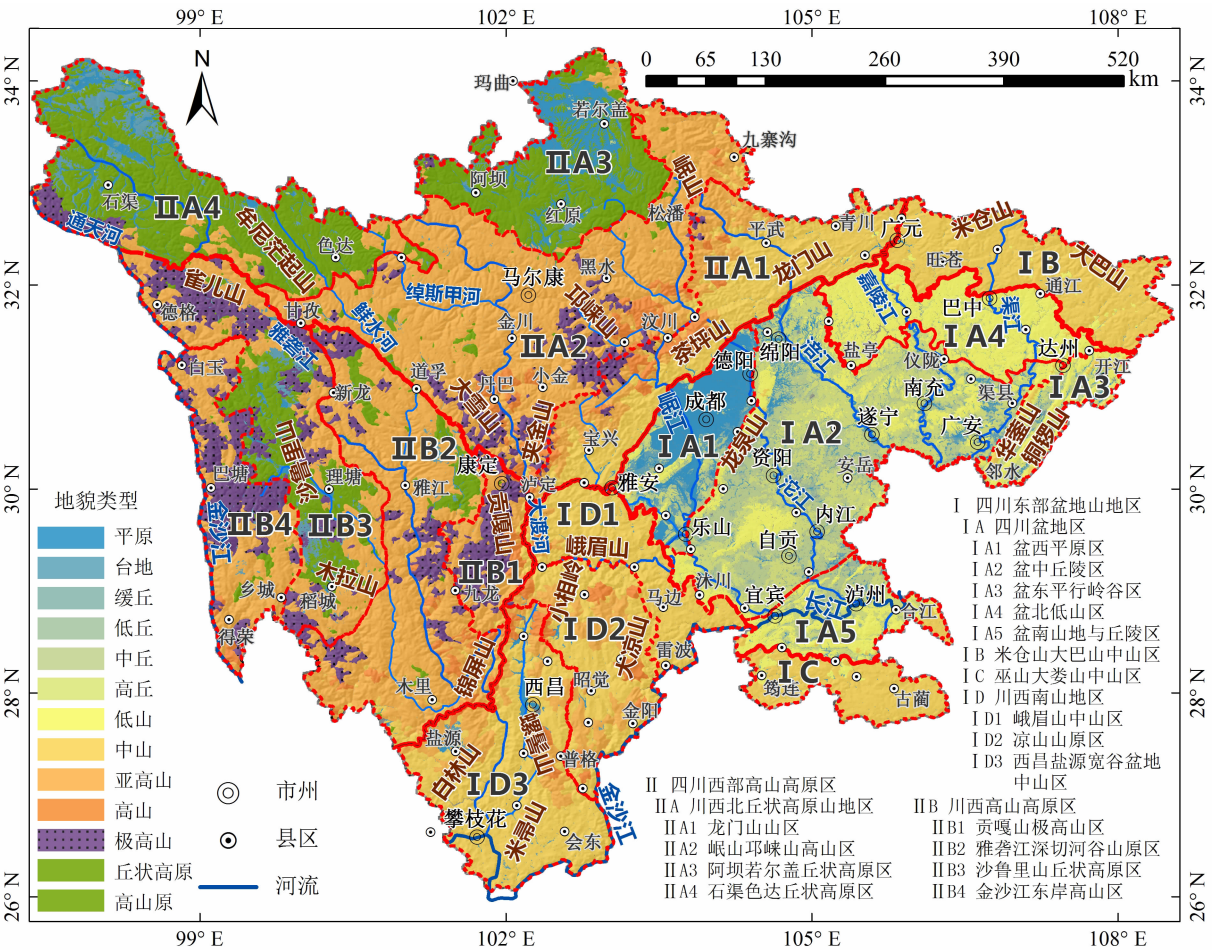 99° E
102° E
105° E
108° E
34° N
32° N
30° N
28° N
26° N
N
0 65 130 260 390 520
km
玛曲
若尔盖
九寨沟
ⅡA3
岷山
阿坝
红原
松潘
石渠
ⅡA4
通天河
牟尼茫起山
色达
平武
青川
广元
米仓山
大巴山
ⅡA1
龙门山
旺苍
ⅠB
通江
雀儿山
德格
马尔康
黑水
绰斯甲河
邛崃山
嘉陵江
巴中
渠江
甘孜
鲜水河
雅砻江
金川
ⅡA2
汶川
茶坪山
涪江
ⅠA4
绵阳
盐亭
仪陇
达州
开江
白玉
新龙
道孚
大雪山
丹巴
小金
德阳
ⅠA3
夹金山
岷江
成都
南充
渠县
沙鲁里山
ⅡB2
宝兴
ⅠA1
龙泉山
ⅠA2
遂宁
广安
华蓥山
铜锣山
邻水
巴塘
理塘
康定
雅江
泸定
雅安
资阳
安岳
金沙江
ⅡB4
ⅡB3
贡嘎山
大渡河
ⅠD1
沱江
内江
峨眉山
乐山
自贡
ⅡB1
木拉山
乡城
稻城
九龙
小相岭
马边
沐川
宜宾
长江
泸州
合江
得荣
ⅠD2
大凉山
ⅠA5
雷波
锦屏山
木里
西昌
昭觉
ⅠC
筠连
古蔺
金阳
盐源
螺髻山
普格
白林山
ⅠD3
攀枝花
米易山
会东
金沙江
地貌类型
平原
台地
缓丘
低丘
中丘
高丘
低山
中山
亚高山
高山
极高山
丘状高原
高山原
市州
县区
河流
Ⅰ 四川东部盆地山地区
ⅠA 四川盆地区
ⅠA1 盆西平原区
ⅠA2 盆中丘陵区
ⅠA3 盆东平行岭谷区
ⅠA4 盆北低山区
ⅠA5 盆南山地与丘陵区
ⅠB 米仓山大巴山中山区
ⅠC 巫山大娄山中山区
ⅠD 川西南山地区
ⅠD1 峨眉山中山区
ⅠD2 凉山山原区
ⅠD3 西昌盐源宽谷盆地
中山区
Ⅱ 四川西部高山高原区
ⅡA 川西北丘状高原山地区
ⅡA1 龙门山山区
ⅡA2 岷山邛崃山高山区
ⅡA3 阿坝若尔盖丘状高原区
ⅡA4 石渠色达丘状高原区
ⅡB 川西高山高原区
ⅡB1 贡嘎山极高山区
ⅡB2 雅砻江深切河谷山原区
ⅡB3 沙鲁里山丘状高原区
ⅡB4 金沙江东岸高山区
99° E
102° E
105° E
108° E
34° N
32° N
30° N
28° N
26° N